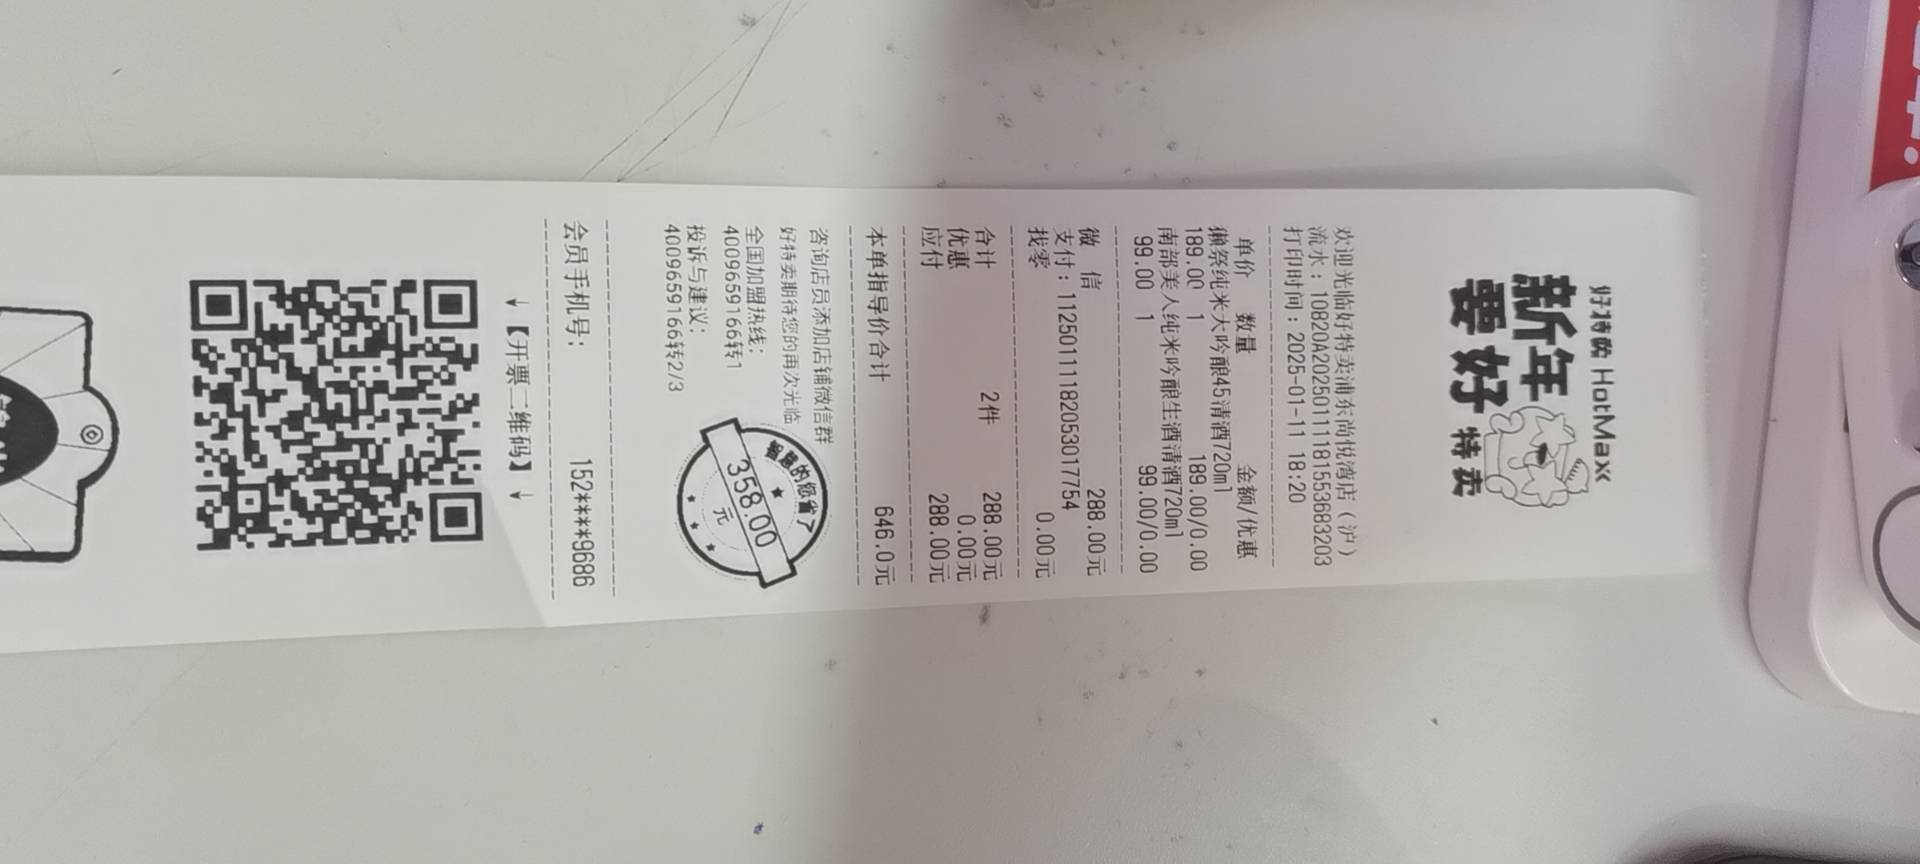 好特卖 HotMaxx
新年
要好
特卖
欢迎光临好特卖浦东尚悦湾店（沪）
流水：10820A2025011118155368​3203
打印时间：2025-01-11 18:20
单价 数量 金额/优惠
獭祭纯米大吟酿45清酒720ml
189.00 1 189.00/0.00
南部美人纯米吟酿生酒清酒720ml
99.00 1 99.00/0.00
微 信 288.00元
支付：11250111182053017754
找零 0.00元
合计 2件 288.00元
优惠 0.00元
应付 288.00元
本单指导价合计 646.0元
咨询店员添加店铺微信群
好特卖期待您的再次光临
全国加盟热线：
4009659166转1
投诉与建议：
4009659166转2/3
的您省了
358.00
元
会员手机号： 152****9686
↓【开票二维码】↓